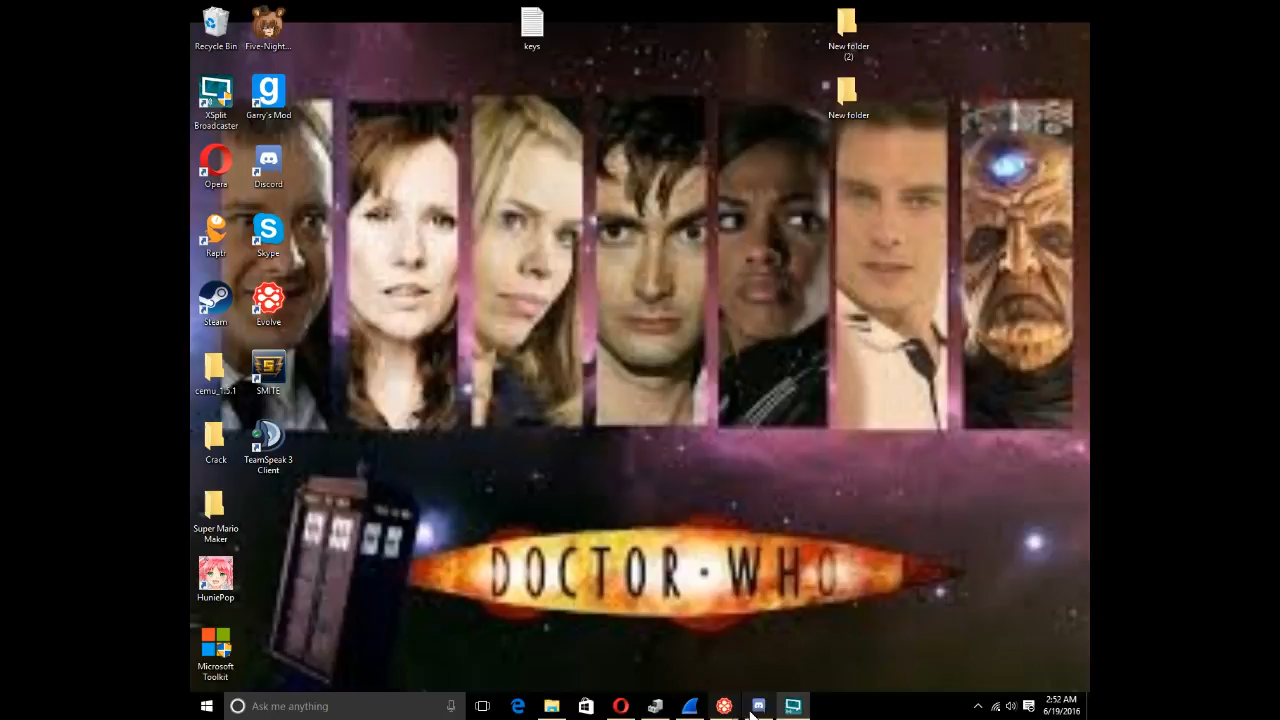 Recycle Bin
Five-Night...
keys
New folder
(2)
XSplit
Broadcaster
Garry's Mod
New folder
Opera
Discord
Raptr
Skype
Steam
Evolve
cemu_1.5.1
SMITE
Crack
TeamSpeak 3
Client
Super Mario
Maker
DOCTOR · WHO
HuniePop
Microsoft
Toolkit
Ask me anything
2:52 AM
6/19/2016